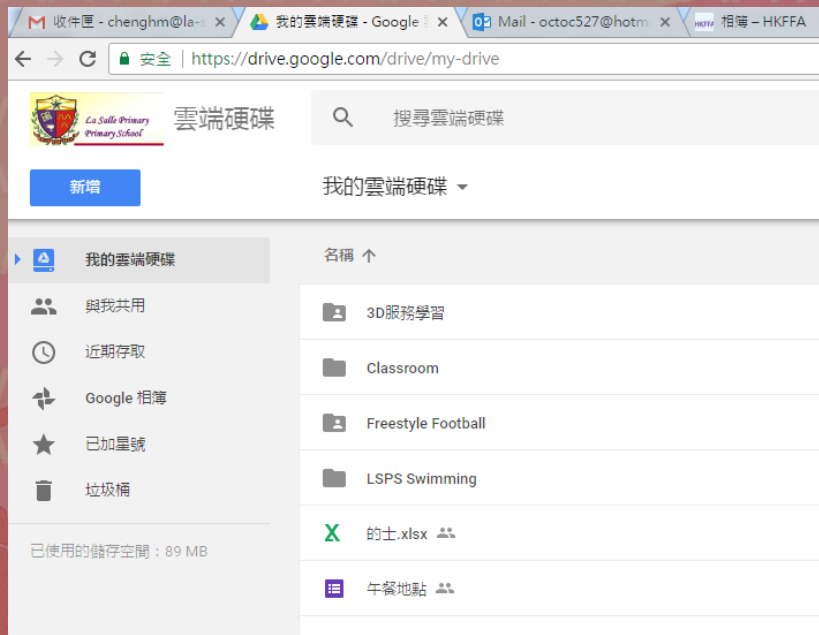 收件匣 - chenghm@la-s
我的雲端硬碟 - Google
Mail - octoc527@hotm
HKFFA 相簿 – HKFFA
安全 | https://drive.google.com/drive/my-drive
La Salle Primary
Primary School
雲端硬碟
搜尋雲端硬碟
新增
我的雲端硬碟
我的雲端硬碟
與我共用
近期存取
Google 相簿
已加星號
垃圾桶
已使用的儲存空間：89 MB
名稱
3D服務學習
Classroom
Freestyle Football
LSPS Swimming
的士.xlsx
午餐地點